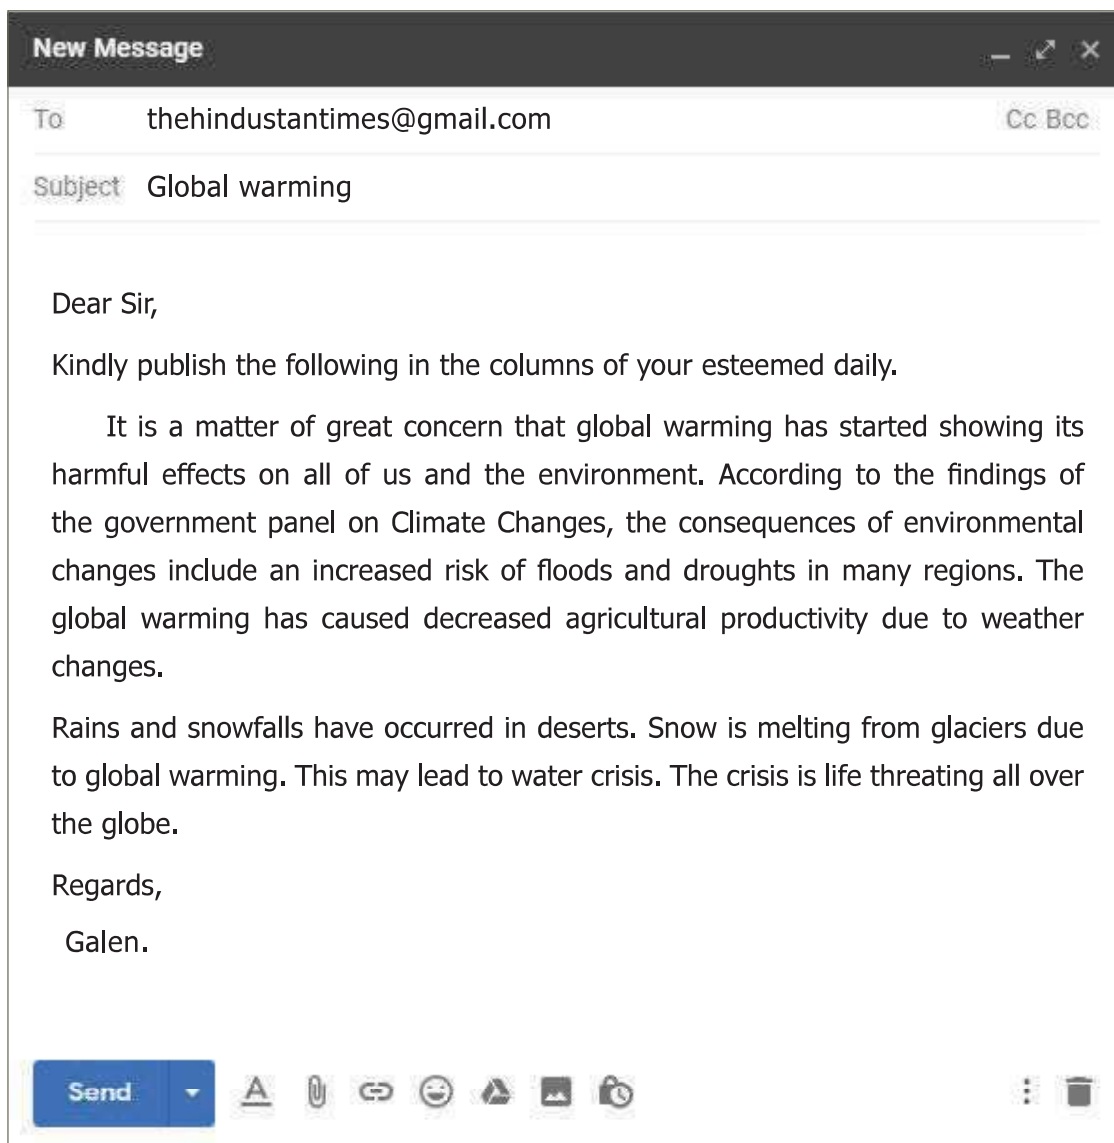 New Message
To thehindustantimes@gmail.com Cc Bcc
Subject Global warming
Dear Sir,
Kindly publish the following in the columns of your esteemed daily.
It is a matter of great concern that global warming has started showing its
harmful effects on all of us and the environment. According to the findings of
the government panel on Climate Changes, the consequences of environmental
changes include an increased risk of floods and droughts in many regions. The
global warming has caused decreased agricultural productivity due to weather
changes.
Rains and snowfalls have occurred in deserts. Snow is melting from glaciers due
to global warming. This may lead to water crisis. The crisis is life threating all over
the globe.
Regards,
Galen.
Send